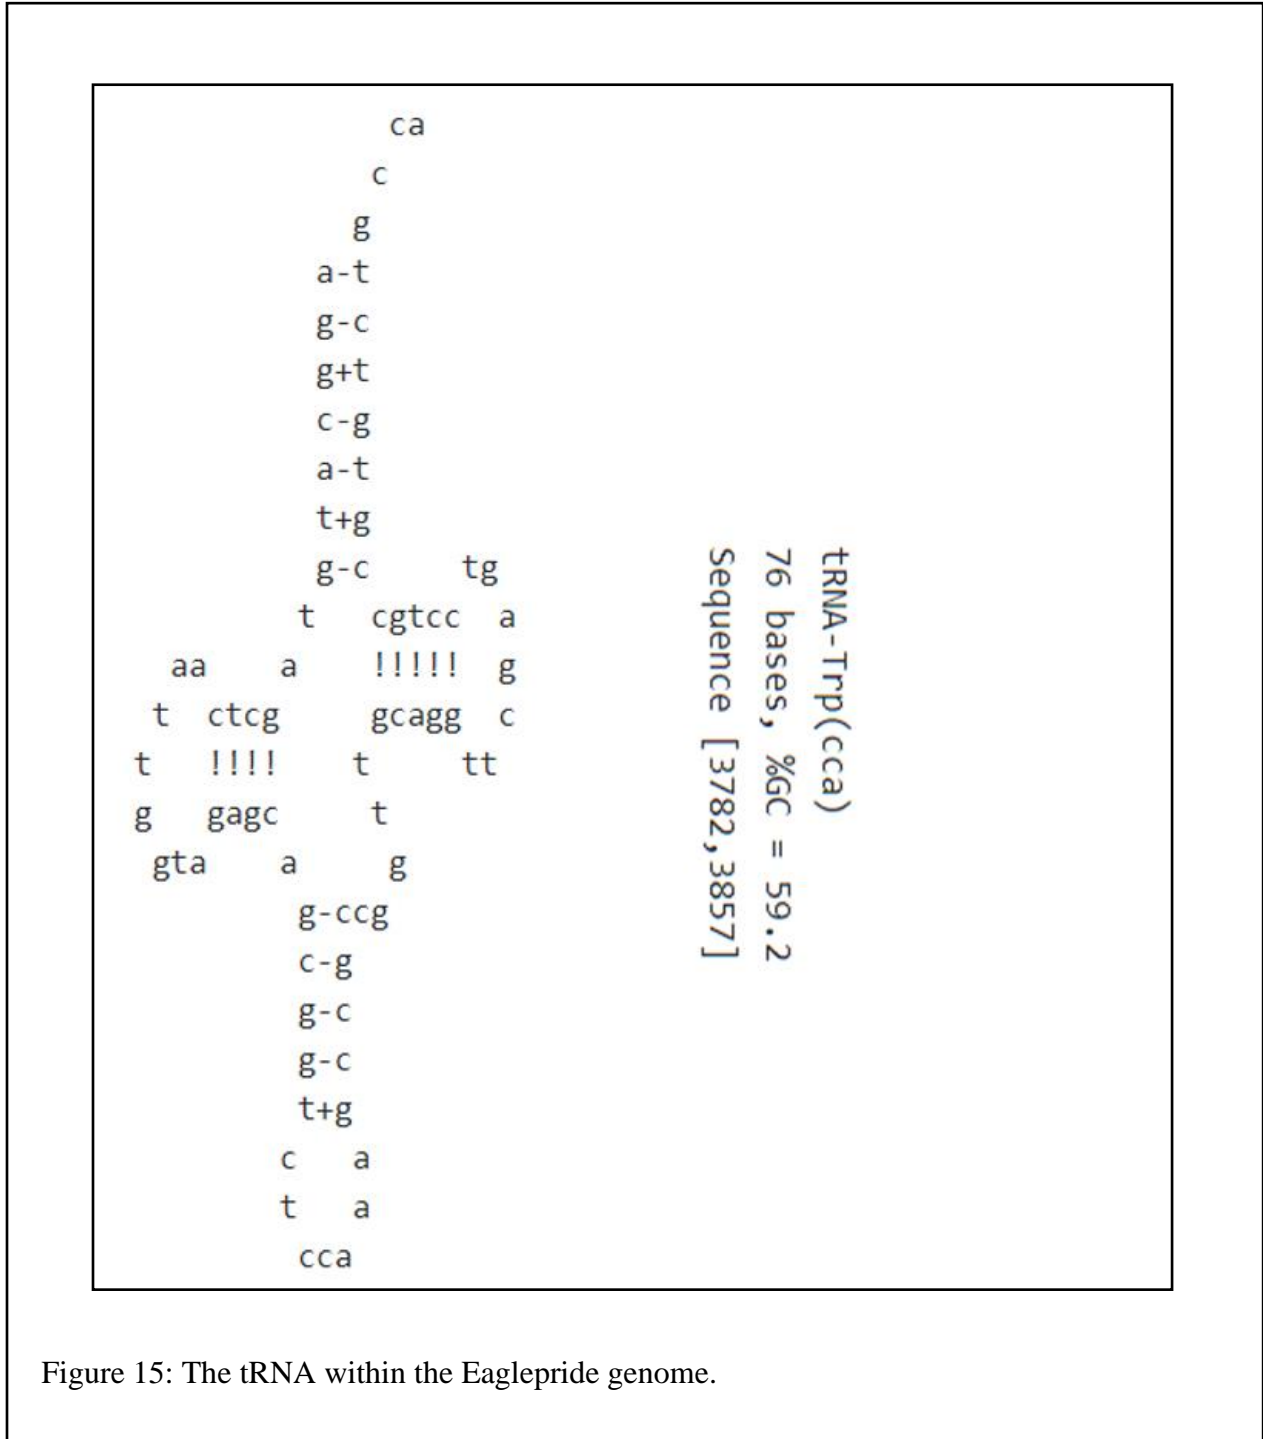 ca
c
g
a-t
g-c
g+t
c-g
a-t
t+g
g-c tg
t cgtcc a
aa a !!!!! g
t ctcg gcagg c
t !!!! t tt
g gagc t
gta a g
g-ccg
c-g
g-c
g-c
t+g
c a
t a
cca
tRNA-Trp(cca)
76 bases, %GC = 59.2
Sequence [3782,3857]
Figure 15: The tRNA within the Eaglepride genome.